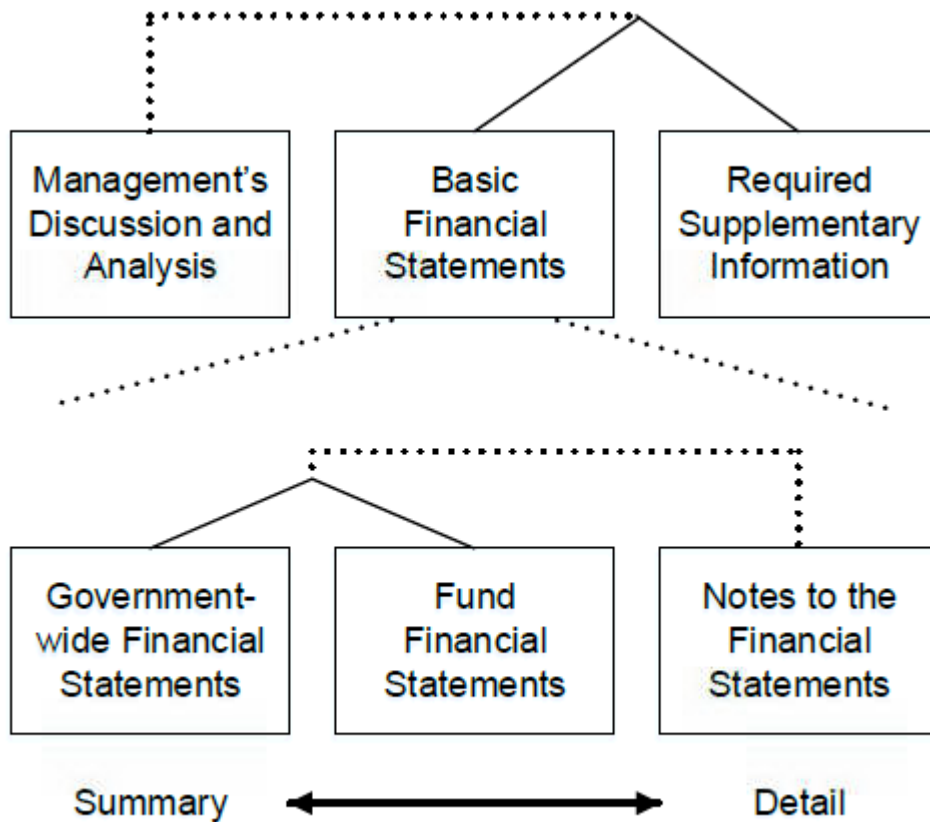 Management's
Discussion and
Analysis
Basic
Financial
Statements
Required
Supplementary
Information
Government-
wide Financial
Statements
Fund
Financial
Statements
Notes to the
Financial
Statements
Summary
Detail